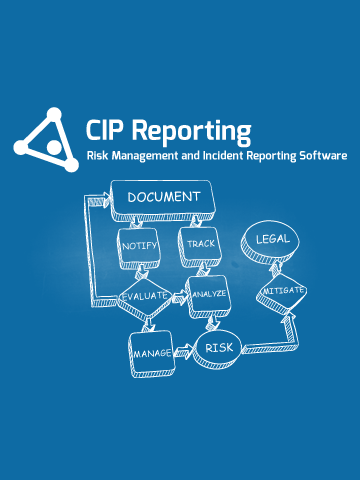 CIP Reporting
Risk Management and Incident Reporting Software
DOCUMENT
NOTIFY
TRACK
LEGAL
EVALUATE
ANALYZE
MITIGATE
MANAGE
RISK